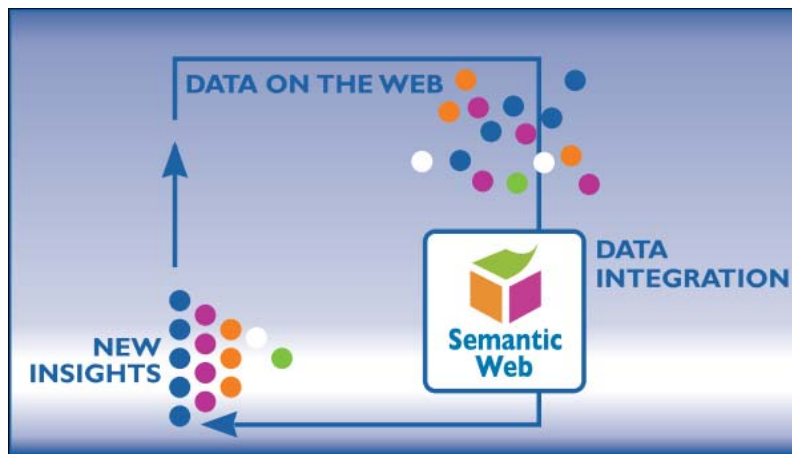 DATA ON THE WEB
DATA
INTEGRATION
Semantic
Web
NEW
INSIGHTS